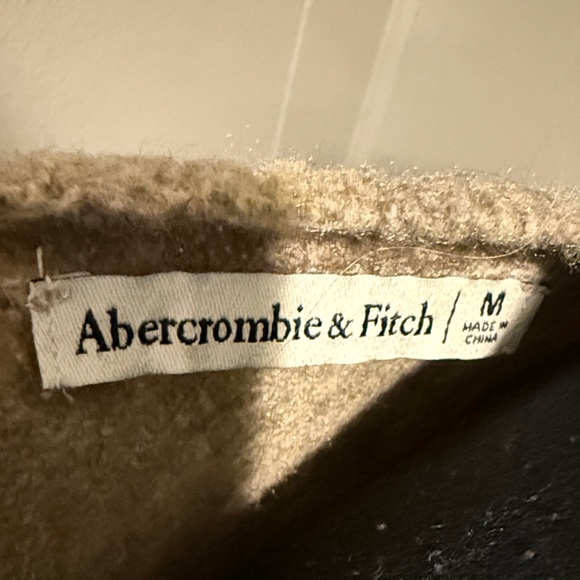 Abercrombie & Fitch / M
MADE IN
CHINA